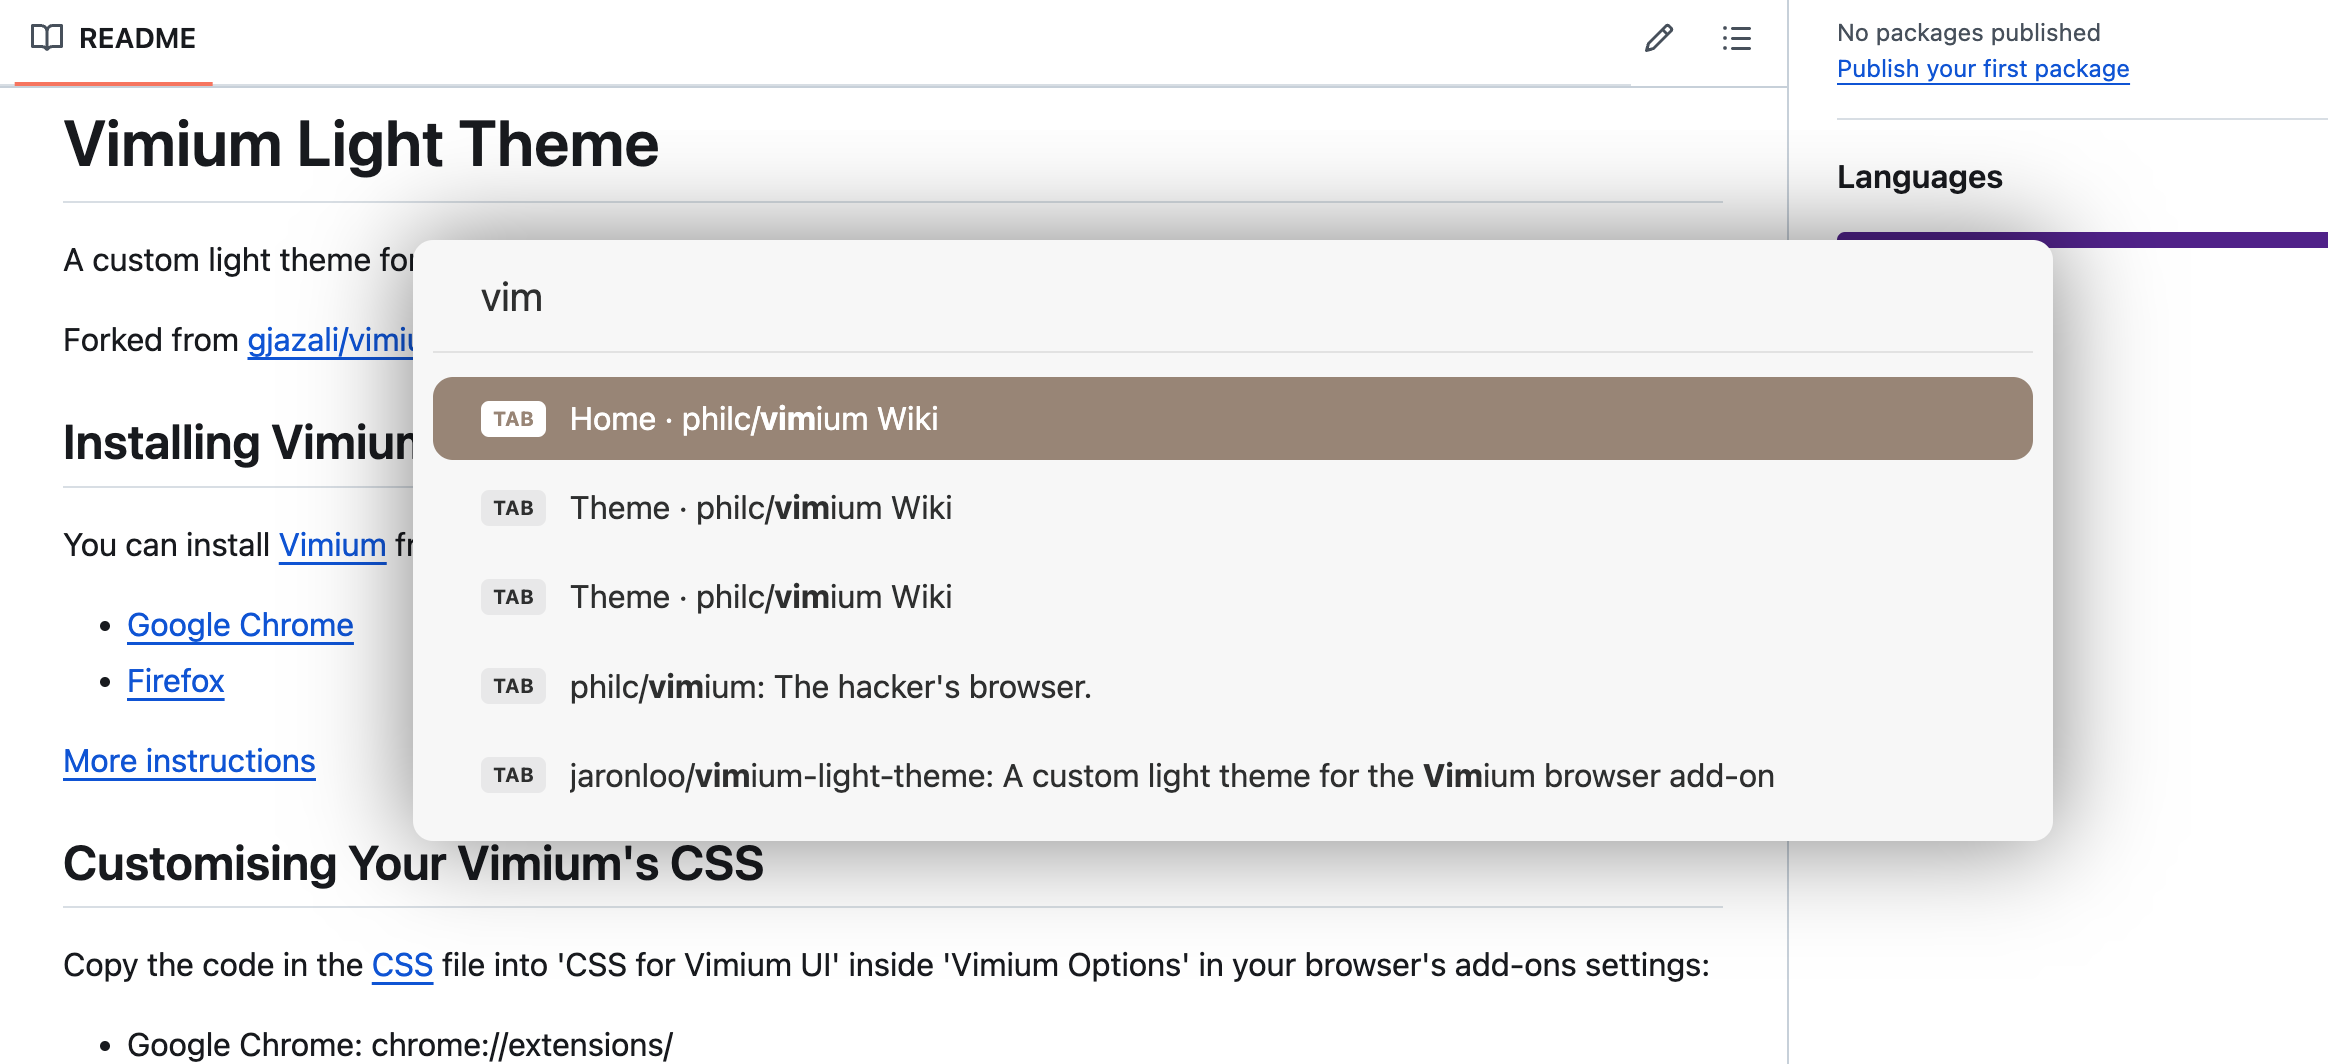 README
Vimium Light Theme
A custom light theme for
Forked from gjazali/vimiu
Installing Vimium
You can install Vimium fr
• Google Chrome
• Firefox
More instructions
Customising Your Vimium's CSS
Copy the code in the CSS file into 'CSS for Vimium UI' inside 'Vimium Options' in your browser's add-ons settings:
• Google Chrome: chrome://extensions/
vim
TAB Home · philc/vimium Wiki
TAB Theme · philc/vimium Wiki
TAB Theme · philc/vimium Wiki
TAB philc/vimium: The hacker's browser.
TAB jaronloo/vimium-light-theme: A custom light theme for the Vimium browser add-on
No packages published
Publish your first package
Languages